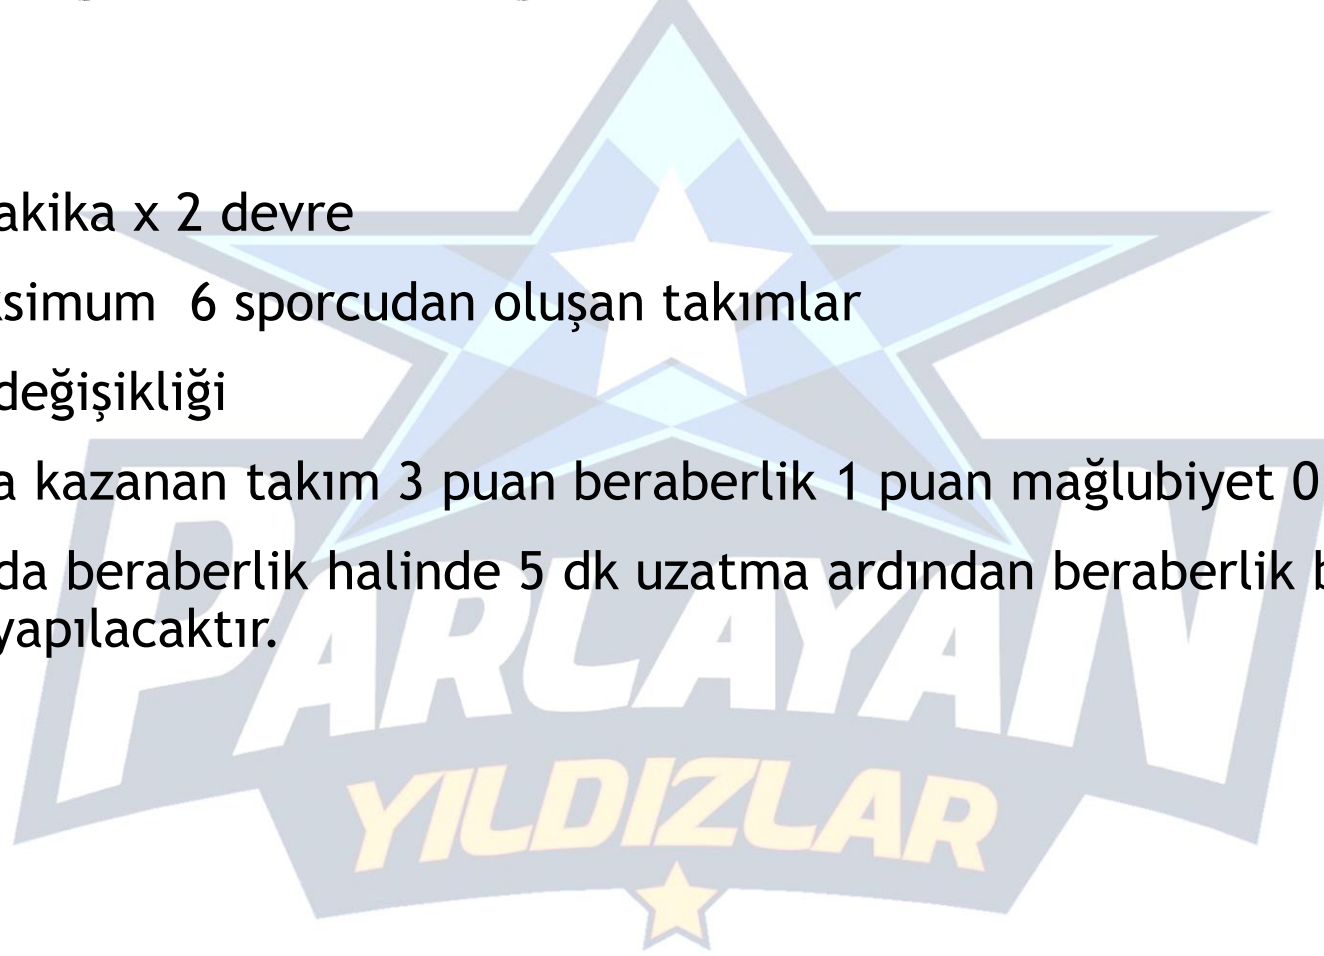 akika x 2 devre
ksimum 6 sporcudan oluşan takımlar
değişikliği
a kazanan takım 3 puan beraberlik 1 puan mağlubiyet 0
da beraberlik halinde 5 dk uzatma ardından beraberlik b
yapılacaktır.
PARLAYAN
YILDIZLAR